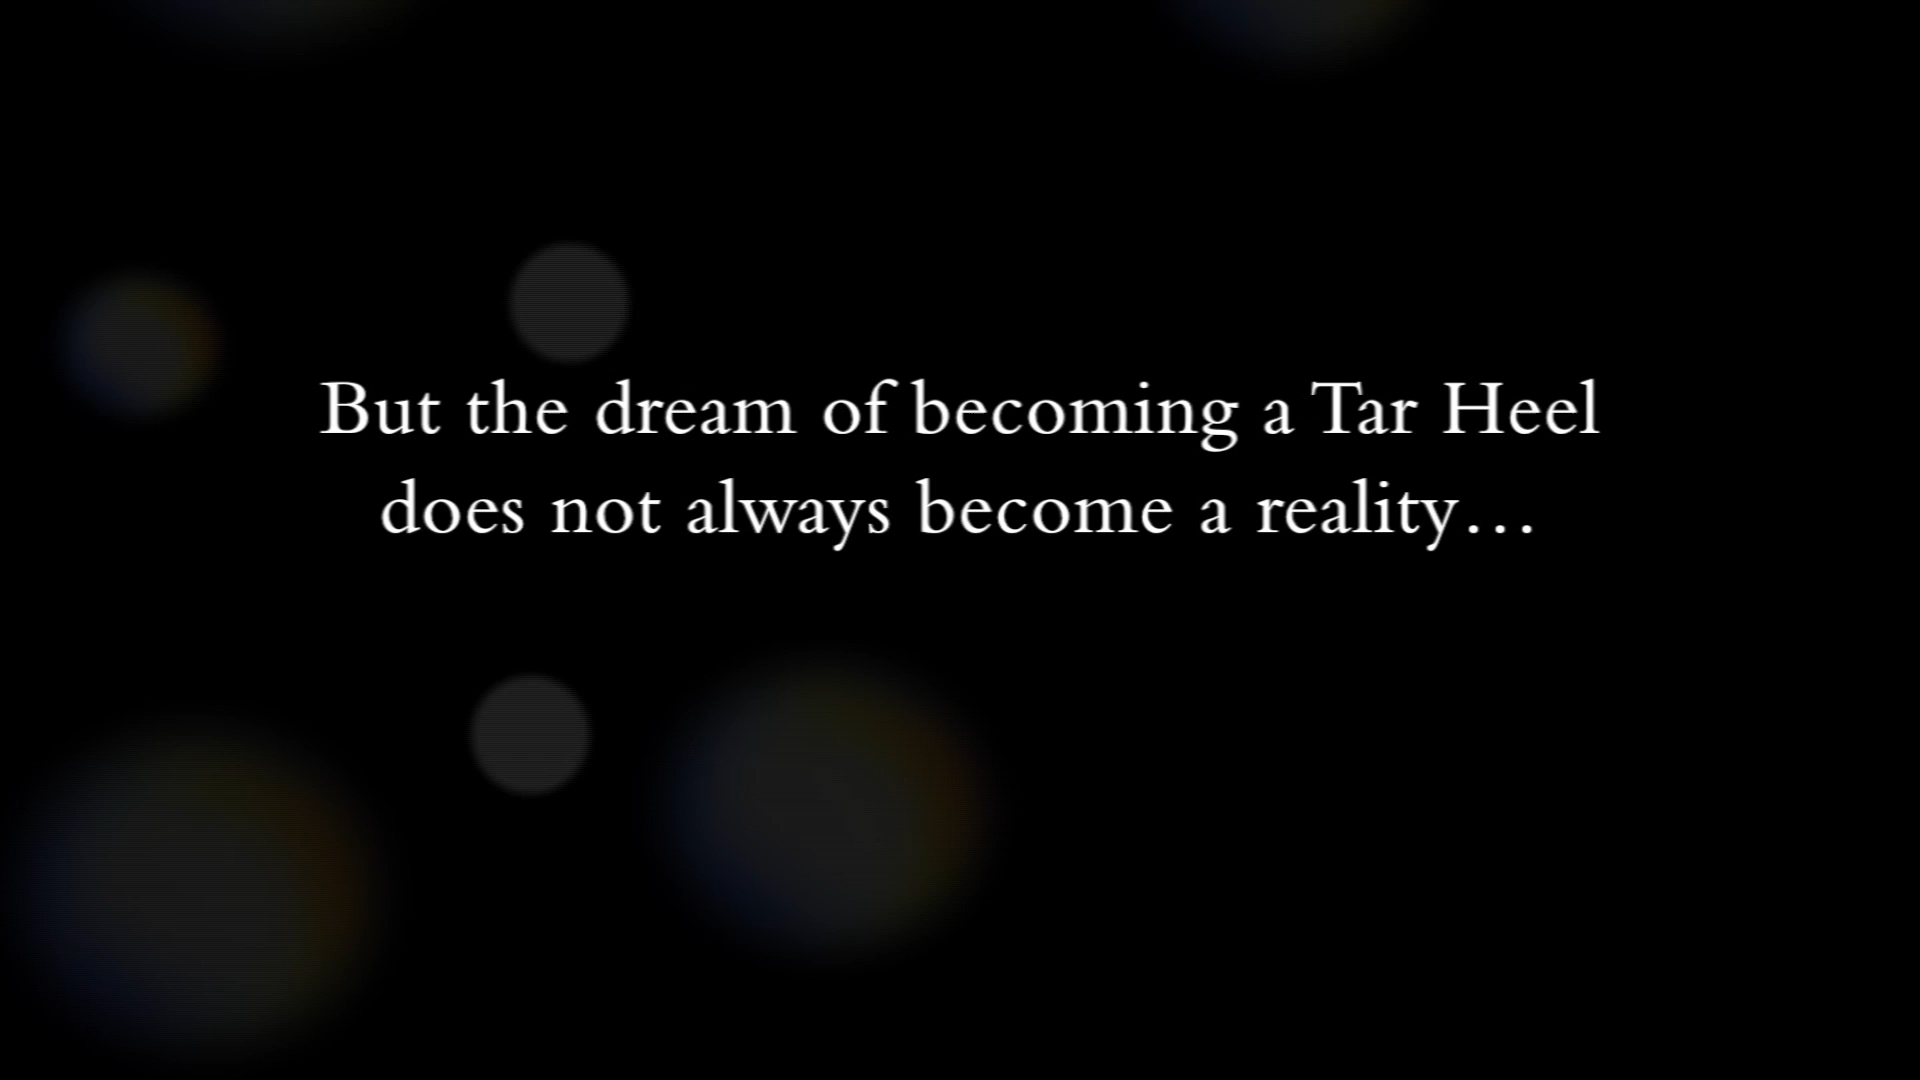 But the dream of becoming a Tar Heel
does not always become a reality…